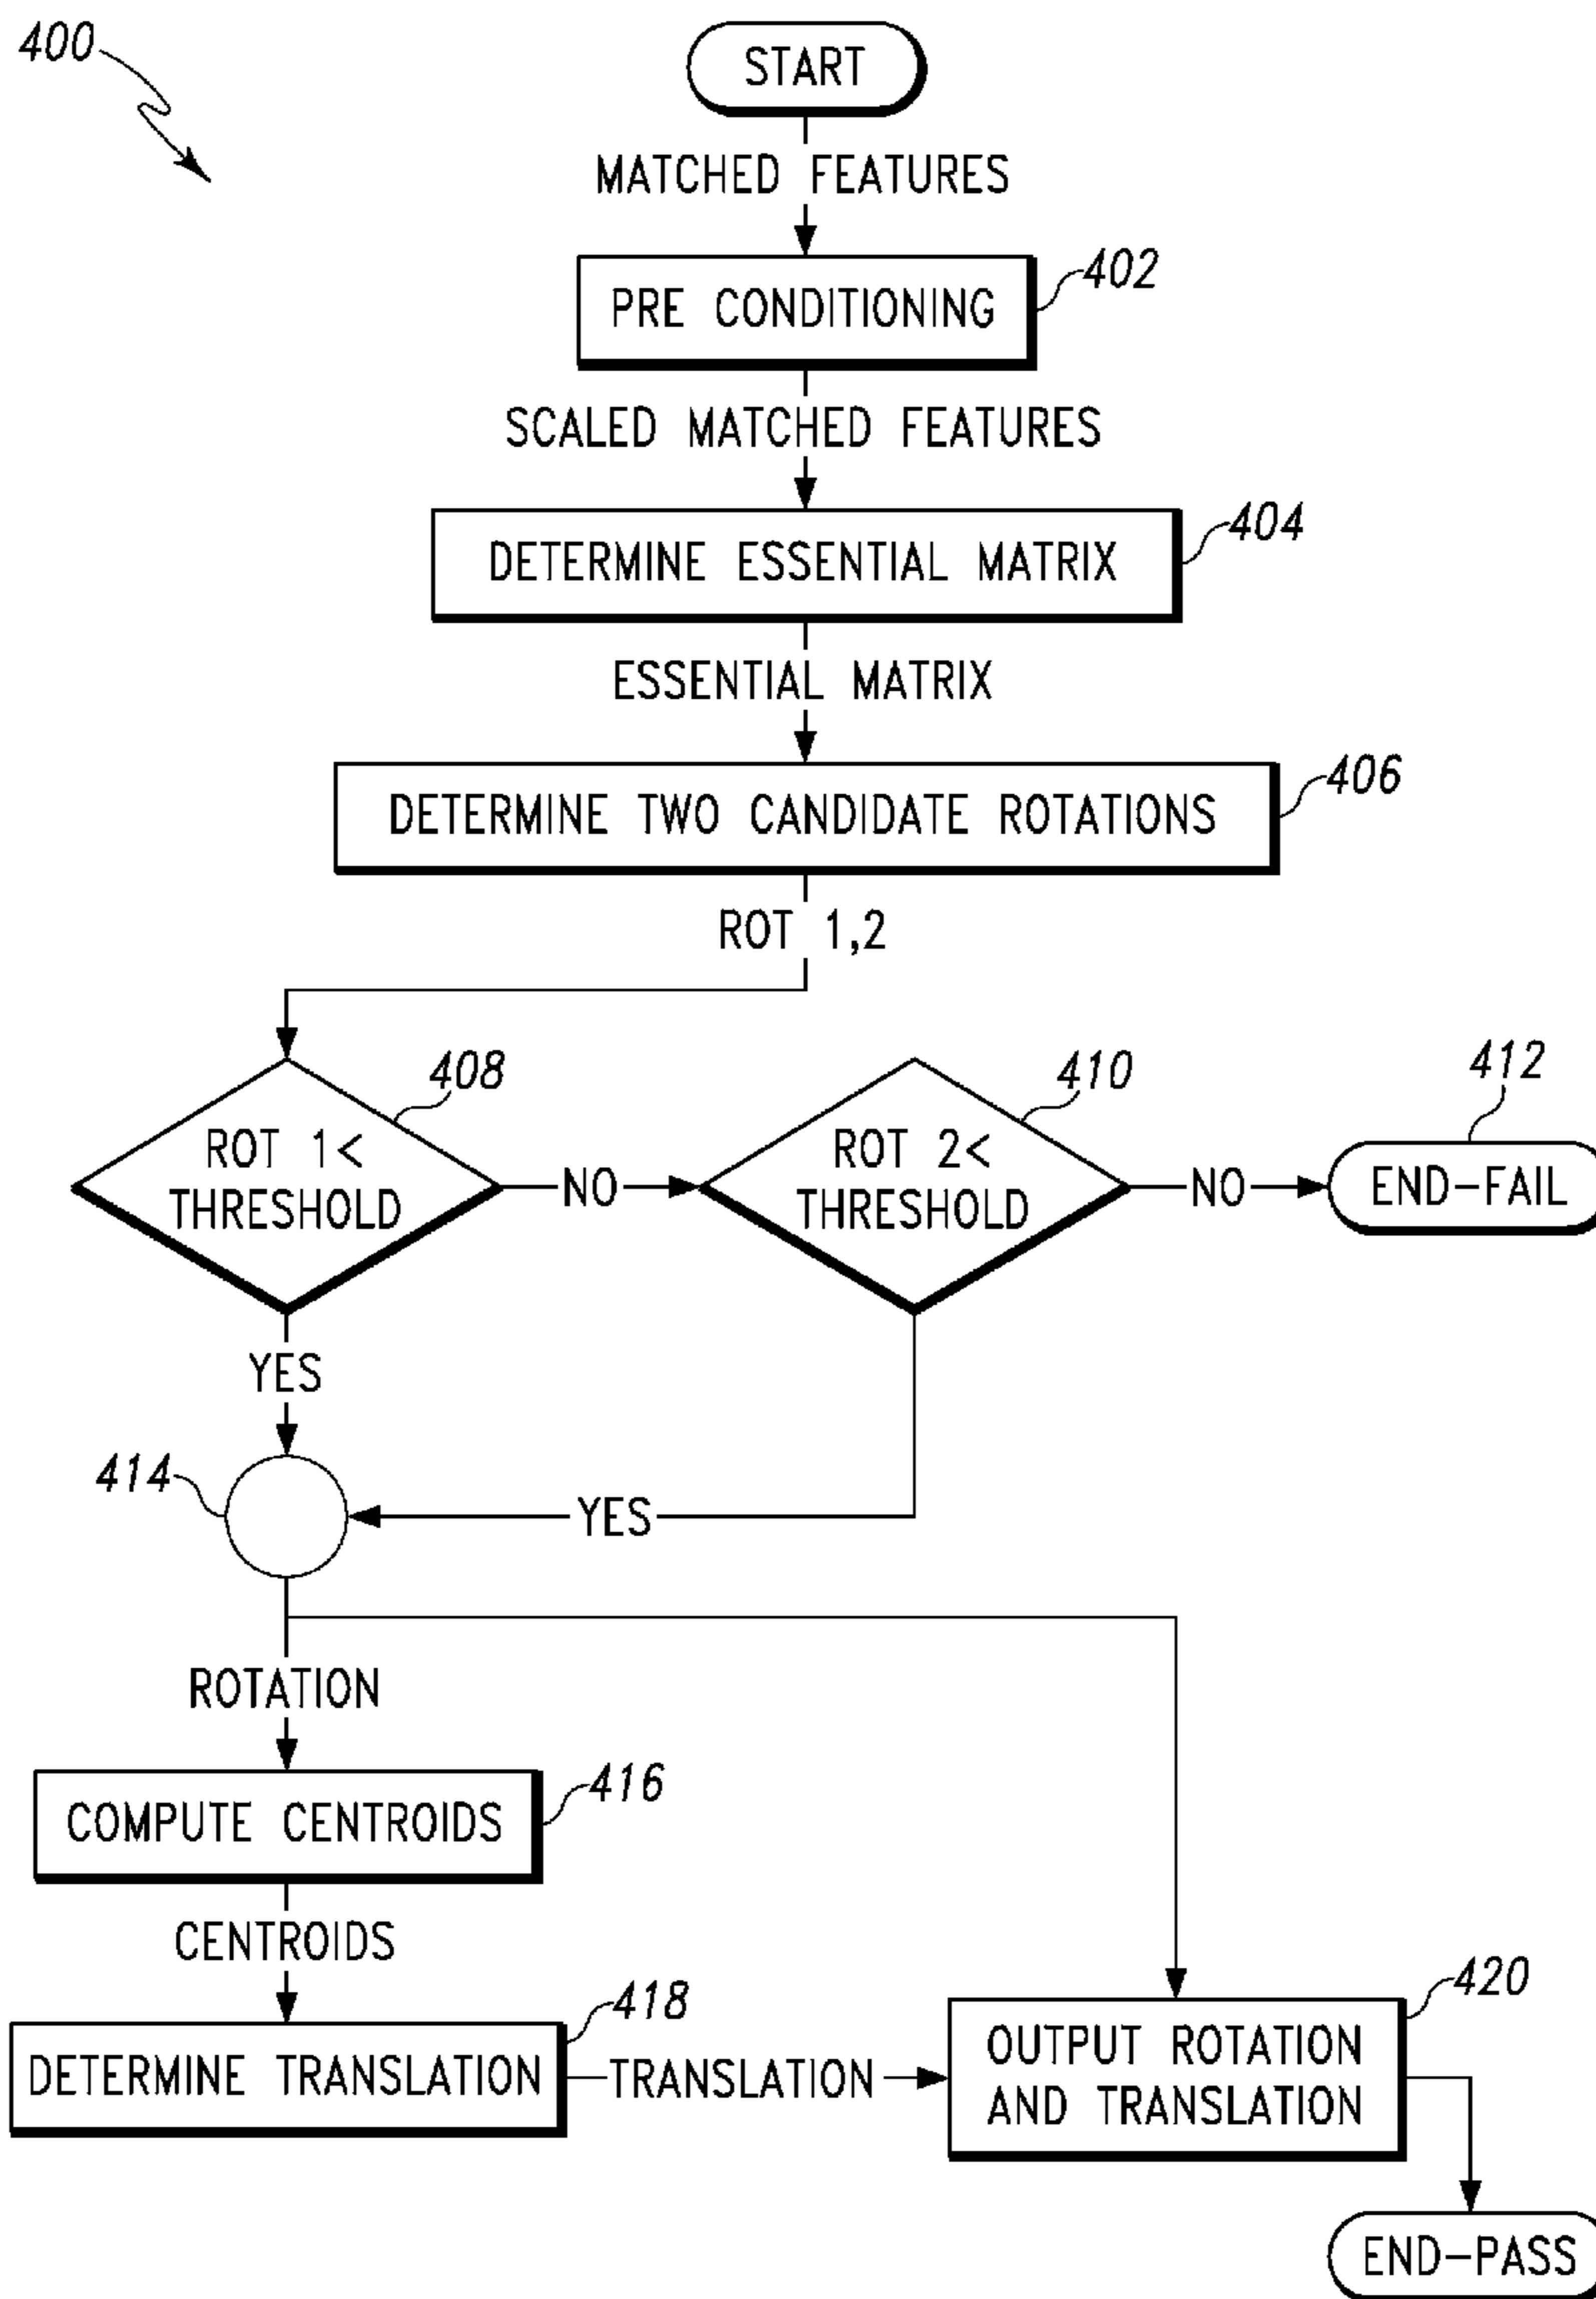 400
START
MATCHED FEATURES
402
PRE CONDITIONING
SCALED MATCHED FEATURES
404
DETERMINE ESSENTIAL MATRIX
ESSENTIAL MATRIX
406
DETERMINE TWO CANDIDATE ROTATIONS
ROT 1,2
408
ROT 1<
THRESHOLD
NO
410
ROT 2<
THRESHOLD
NO
412
END-FAIL
YES
414
YES
ROTATION
416
COMPUTE CENTROIDS
CENTROIDS
418
DETERMINE TRANSLATION
TRANSLATION
420
OUTPUT ROTATION
AND TRANSLATION
END-PASS